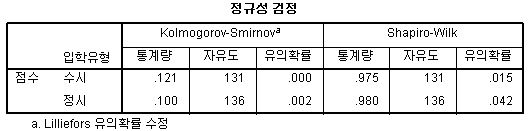 정규성 검정
입학유형 Kolmogorov-Smirnovª Shapiro-Wilk
통계량 자유도 유의확률 통계량 자유도 유의확률
점수 수시 .121 131 .000 .975 131 .015
정시 .100 136 .002 .980 136 .042
a. Lilliefors 유의확률 수정